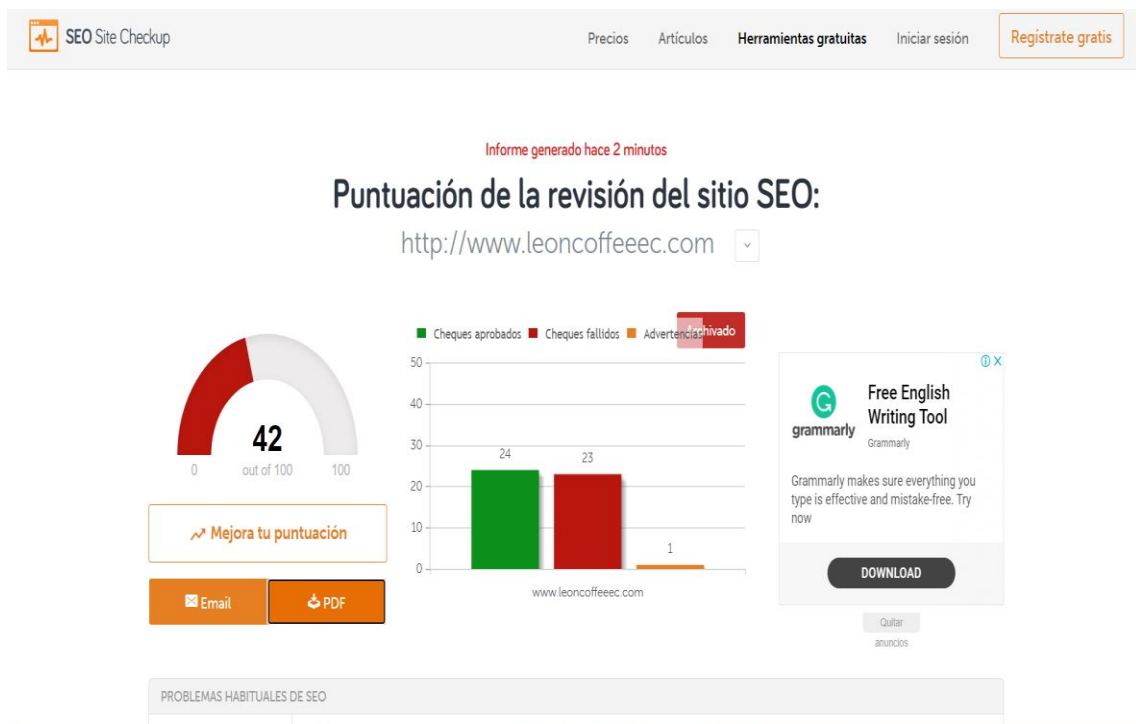 SEO Site Checkup
Precios Artículos Herramientas gratuitas Iniciar sesión Regístrate gratis
Informe generado hace 2 minutos
Puntuación de la revisión del sitio SEO:
http://www.leoncoffeeec.com
42
0 out of 100 100
Mejora tu puntuación
Email PDF
Cheques aprobados Cheques fallidos Advertencias Archivado
50
40
30
20
10
0
24 23 1
www.leoncoffeeec.com
Free English
Writing Tool
grammarly
Grammarly
Grammarly makes sure everything you
type is effective and mistake-free. Try
now
DOWNLOAD
Quitar
anuncios
PROBLEMAS HABITUALES DE SEO